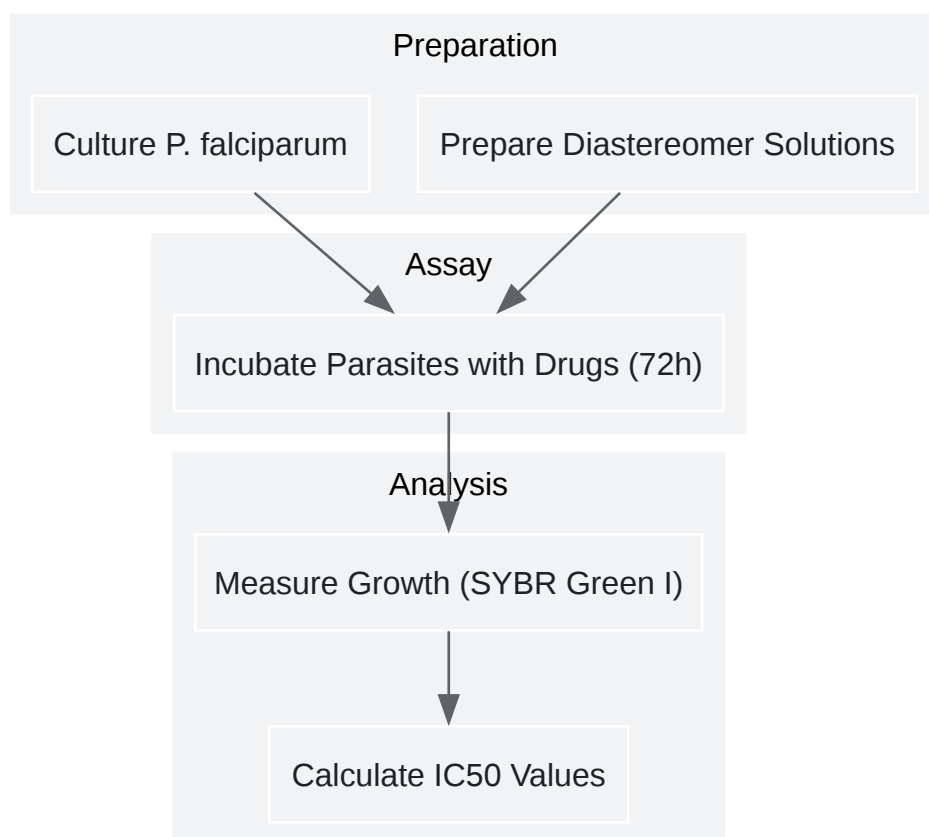 Preparation
Culture P. falciparum
Prepare Diastereomer Solutions
Assay
Incubate Parasites with Drugs (72h)
Analysis
Measure Growth (SYBR Green I)
Calculate IC50 Values